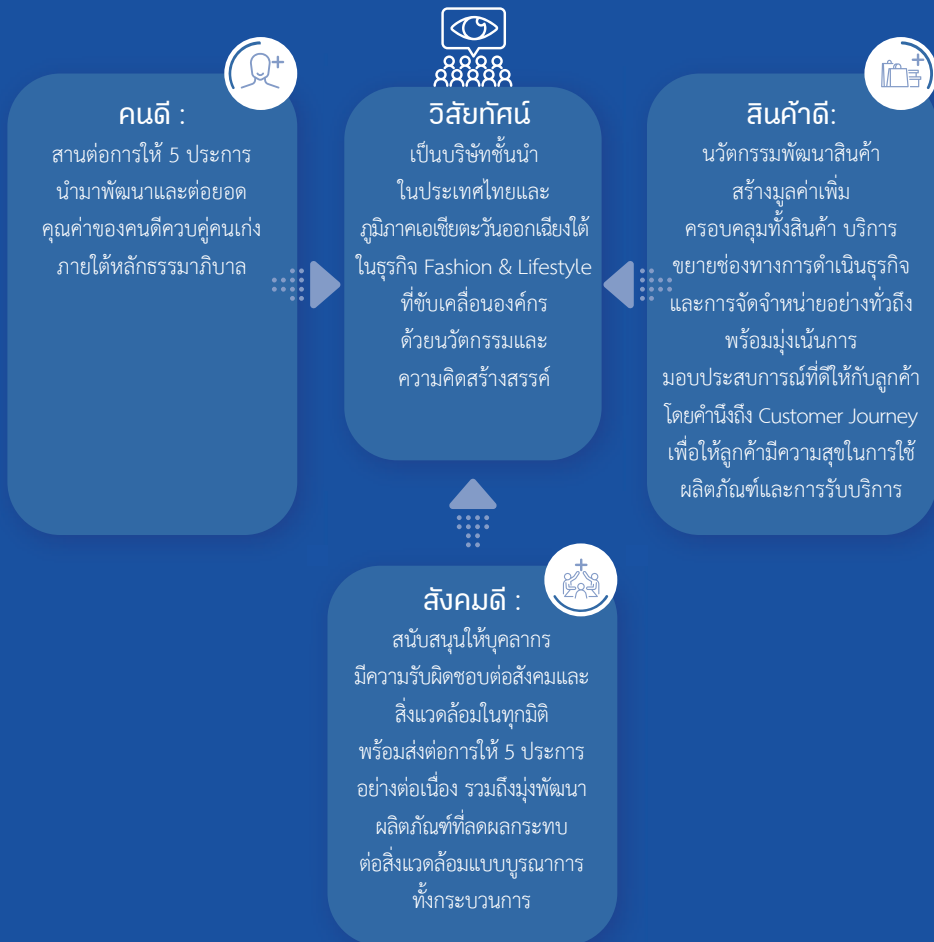 คนดี :
สานต่อการให้ 5 ประการ
นำมาพัฒนาและต่อยอด
คุณค่าของคนดีควบคู่คนเก่ง
ภายใต้หลักธรรมาภิบาล
วิสัยทัศน์
เป็นบริษัทชั้นนำ
ในประเทศไทยและ
ภูมิภาคเอเชียตะวันออกเฉียงใต้
ในธุรกิจ Fashion & Lifestyle
ที่ขับเคลื่อนองค์กร
ด้วยนวัตกรรมและ
ความคิดสร้างสรรค์
สินค้าดี:
นวัตกรรมพัฒนาสินค้า
สร้างมูลค่าเพิ่ม
ครอบคลุมทั้งสินค้า บริการ
ขยายช่องทางการดำเนินธุรกิจ
และการจัดจำหน่ายอย่างทั่วถึง
พร้อมมุ่งเน้นการ
มอบประสบการณ์ที่ดีให้กับลูกค้า
โดยคำนึงถึง Customer Journey
เพื่อให้ลูกค้ามีความสุขในการใช้
ผลิตภัณฑ์และการรับบริการ
สังคมดี :
สนับสนุนให้บุคลากร
มีความรับผิดชอบต่อสังคมและ
สิ่งแวดล้อมในทุกมิติ
พร้อมส่งต่อการให้ 5 ประการ
อย่างต่อเนื่อง รวมถึงมุ่งพัฒนา
ผลิตภัณฑ์ที่ลดผลกระทบ
ต่อสิ่งแวดล้อมแบบบูรณาการ
ทั้งกระบวนการ